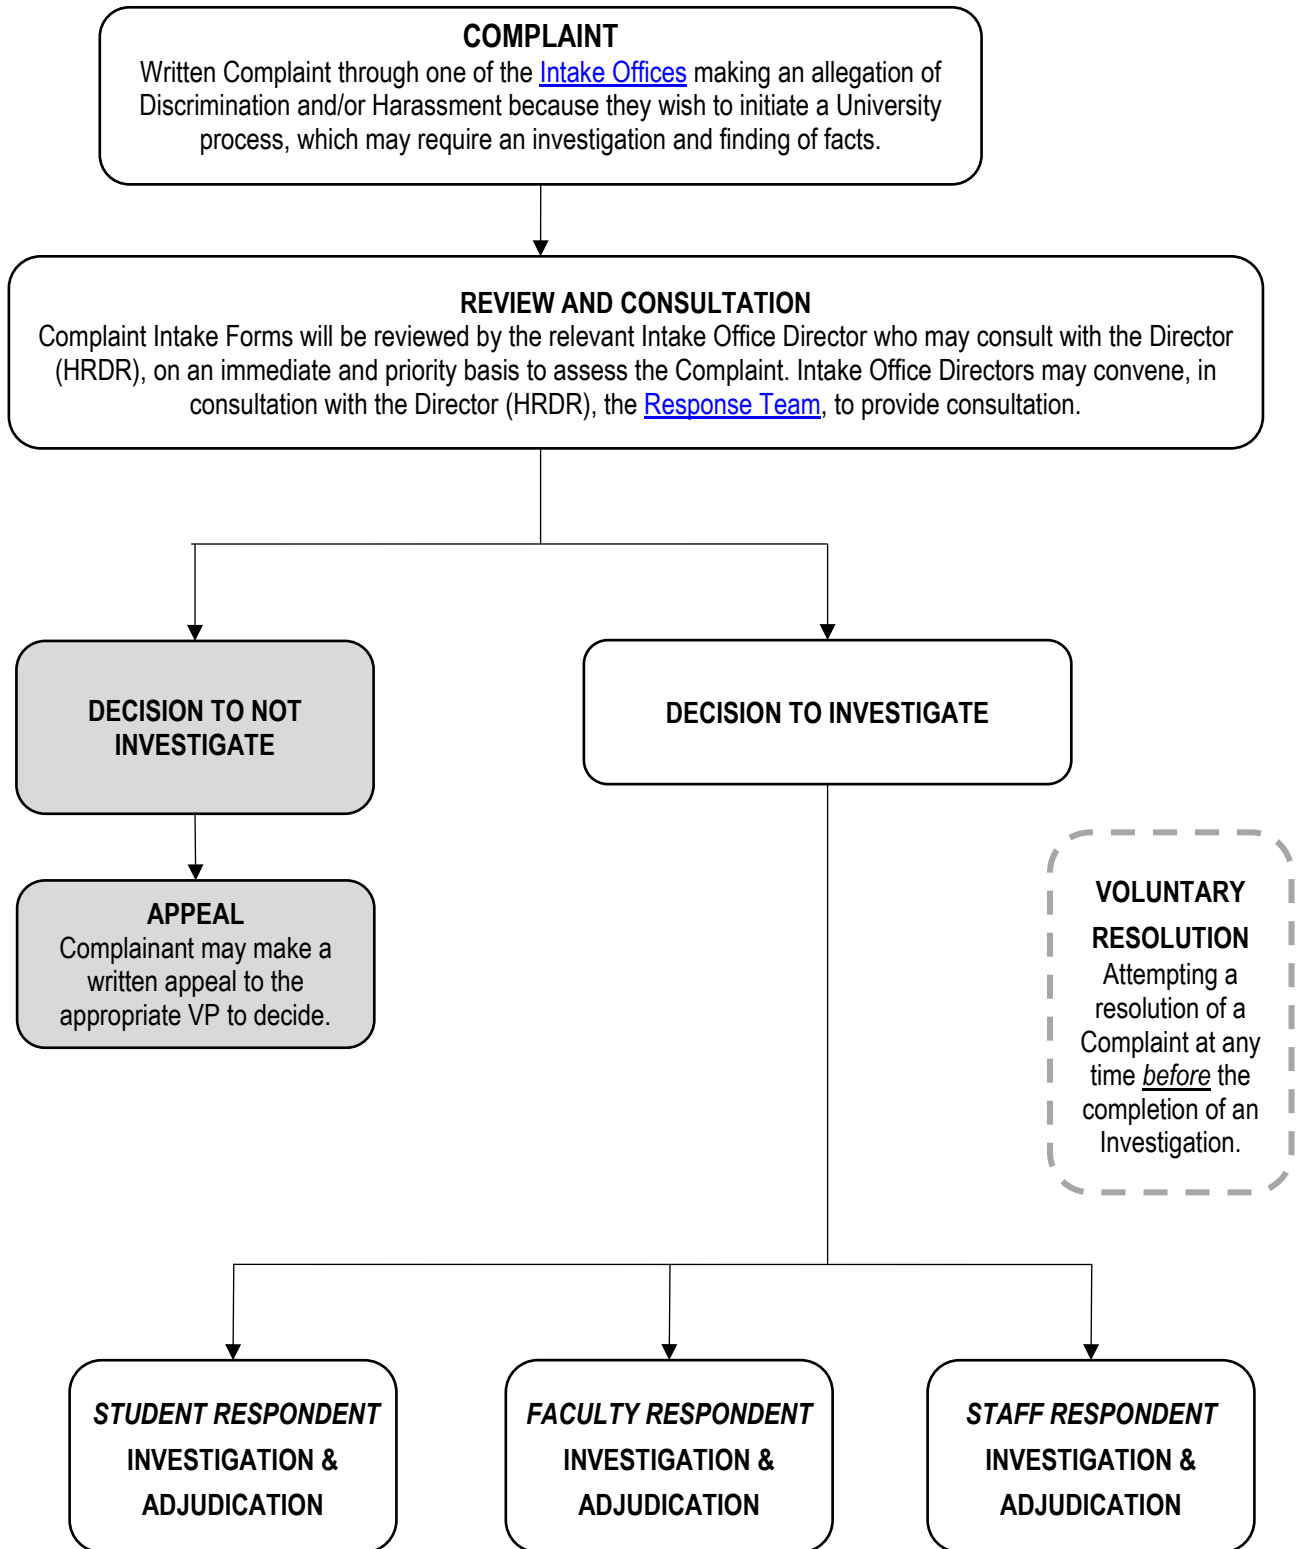 COMPLAINT
Written Complaint through one of the Intake Offices making an allegation of
Discrimination and/or Harassment because they wish to initiate a University
process, which may require an investigation and finding of facts.
REVIEW AND CONSULTATION
Complaint Intake Forms will be reviewed by the relevant Intake Office Director who may consult with the Director
(HRDR), on an immediate and priority basis to assess the Complaint. Intake Office Directors may convene, in
consultation with the Director (HRDR), the Response Team, to provide consultation.
DECISION TO NOT
INVESTIGATE
DECISION TO INVESTIGATE
APPEAL
Complainant may make a
written appeal to the
appropriate VP to decide.
VOLUNTARY
RESOLUTION
Attempting a
resolution of a
Complaint at any
time before the
completion of an
Investigation.
STUDENT RESPONDENT
INVESTIGATION &
ADJUDICATION
FACULTY RESPONDENT
INVESTIGATION &
ADJUDICATION
STAFF RESPONDENT
INVESTIGATION &
ADJUDICATION